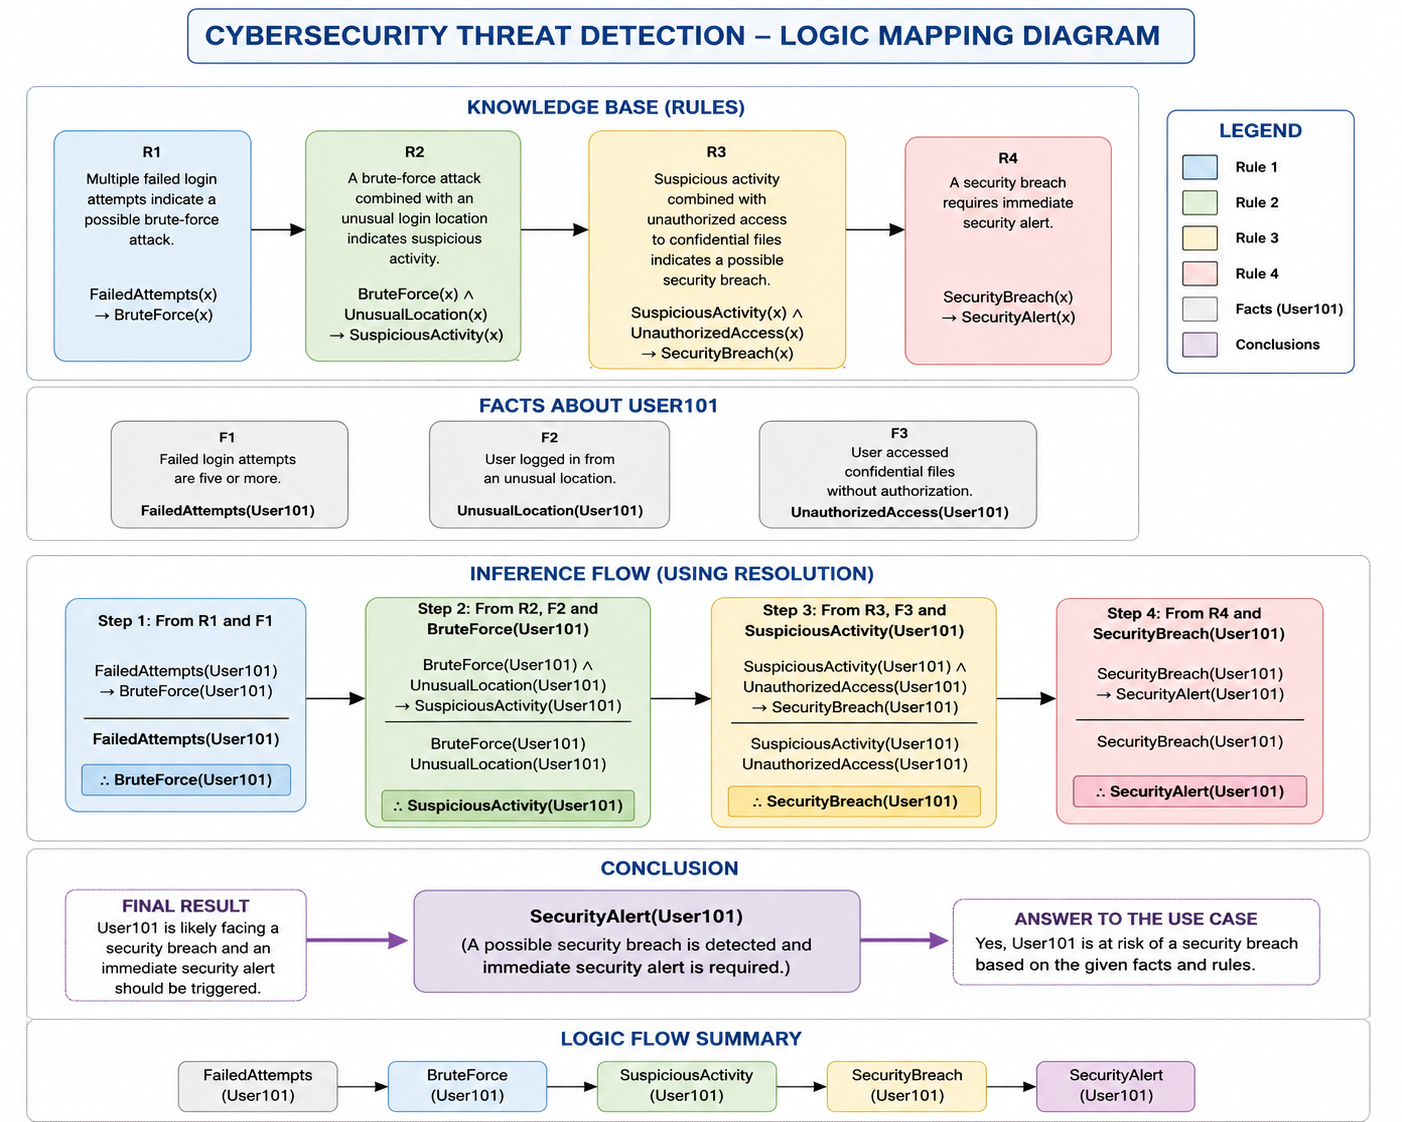 CYBERSECURITY THREAT DETECTION – LOGIC MAPPING DIAGRAM
KNOWLEDGE BASE (RULES)
R1
Multiple failed login
attempts indicate a
possible brute-force
attack.
FailedAttempts(x)
→ BruteForce(x)
R2
A brute-force attack
combined with an
unusual login location
indicates suspicious
activity.
BruteForce(x) ∧
UnusualLocation(x)
→ SuspiciousActivity(x)
R3
Suspicious activity
combined with
unauthorized access
to confidential files
indicates a possible
security breach.
SuspiciousActivity(x) ∧
UnauthorizedAccess(x)
→ SecurityBreach(x)
R4
A security breach
requires immediate
security alert.
SecurityBreach(x)
→ SecurityAlert(x)
LEGEND
Rule 1
Rule 2
Rule 3
Rule 4
Facts (User101)
Conclusions
FACTS ABOUT USER101
F1
Failed login attempts
are five or more.
FailedAttempts(User101)
F2
User logged in from
an unusual location.
UnusualLocation(User101)
F3
User accessed
confidential files
without authorization.
UnauthorizedAccess(User101)
INFERENCE FLOW (USING RESOLUTION)
Step 1: From R1 and F1
FailedAttempts(User101)
→ BruteForce(User101)
FailedAttempts(User101)
∴ BruteForce(User101)
Step 2: From R2, F2 and
BruteForce(User101)
BruteForce(User101) ∧
UnusualLocation(User101)
→ SuspiciousActivity(User101)
BruteForce(User101)
UnusualLocation(User101)
∴ SuspiciousActivity(User101)
Step 3: From R3, F3 and
SuspiciousActivity(User101)
SuspiciousActivity(User101) ∧
UnauthorizedAccess(User101)
→ SecurityBreach(User101)
SuspiciousActivity(User101)
UnauthorizedAccess(User101)
∴ SecurityBreach(User101)
Step 4: From R4 and
SecurityBreach(User101)
SecurityBreach(User101)
→ SecurityAlert(User101)
SecurityBreach(User101)
∴ SecurityAlert(User101)
CONCLUSION
FINAL RESULT
User101 is likely facing a
security breach and an
immediate security alert
should be triggered.
SecurityAlert(User101)
(A possible security breach is detected and
immediate security alert is required.)
ANSWER TO THE USE CASE
Yes, User101 is at risk of a security breach
based on the given facts and rules.
LOGIC FLOW SUMMARY
FailedAttempts
(User101)
BruteForce
(User101)
SuspiciousActivity
(User101)
SecurityBreach
(User101)
SecurityAlert
(User101)